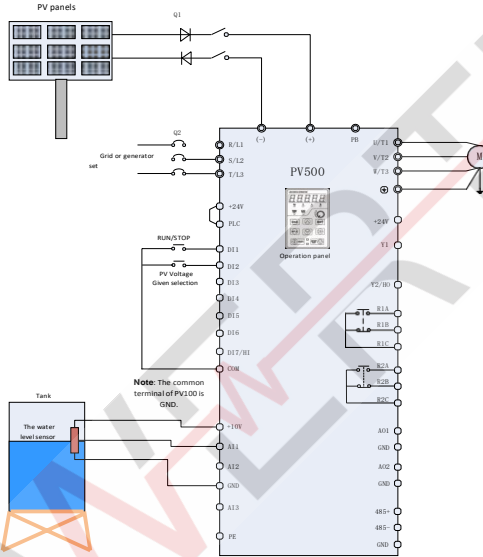 PV panels
Q1
(-)
(+)
PB
Q2
R/L1
Grid or generator
set
S/L2
T/L3
U/T1
V/T2
W/T3
M
PV500
Operation panel
+24V
PLC
+24V
Y1
RUN/STOP
DI1
DI2
PV Voltage
Given selection
DI3
DI4
DI5
DI6
DI7/HI
COM
Y2/HO
R1A
R1B
R1C
R2A
R2B
R2C
Note: The common
terminal of PV100 is
GND.
Tank
The water
level sensor
+10V
AI1
AI2
GND
AI3
PE
AO1
GND
AO2
GND
485+
485-
GND